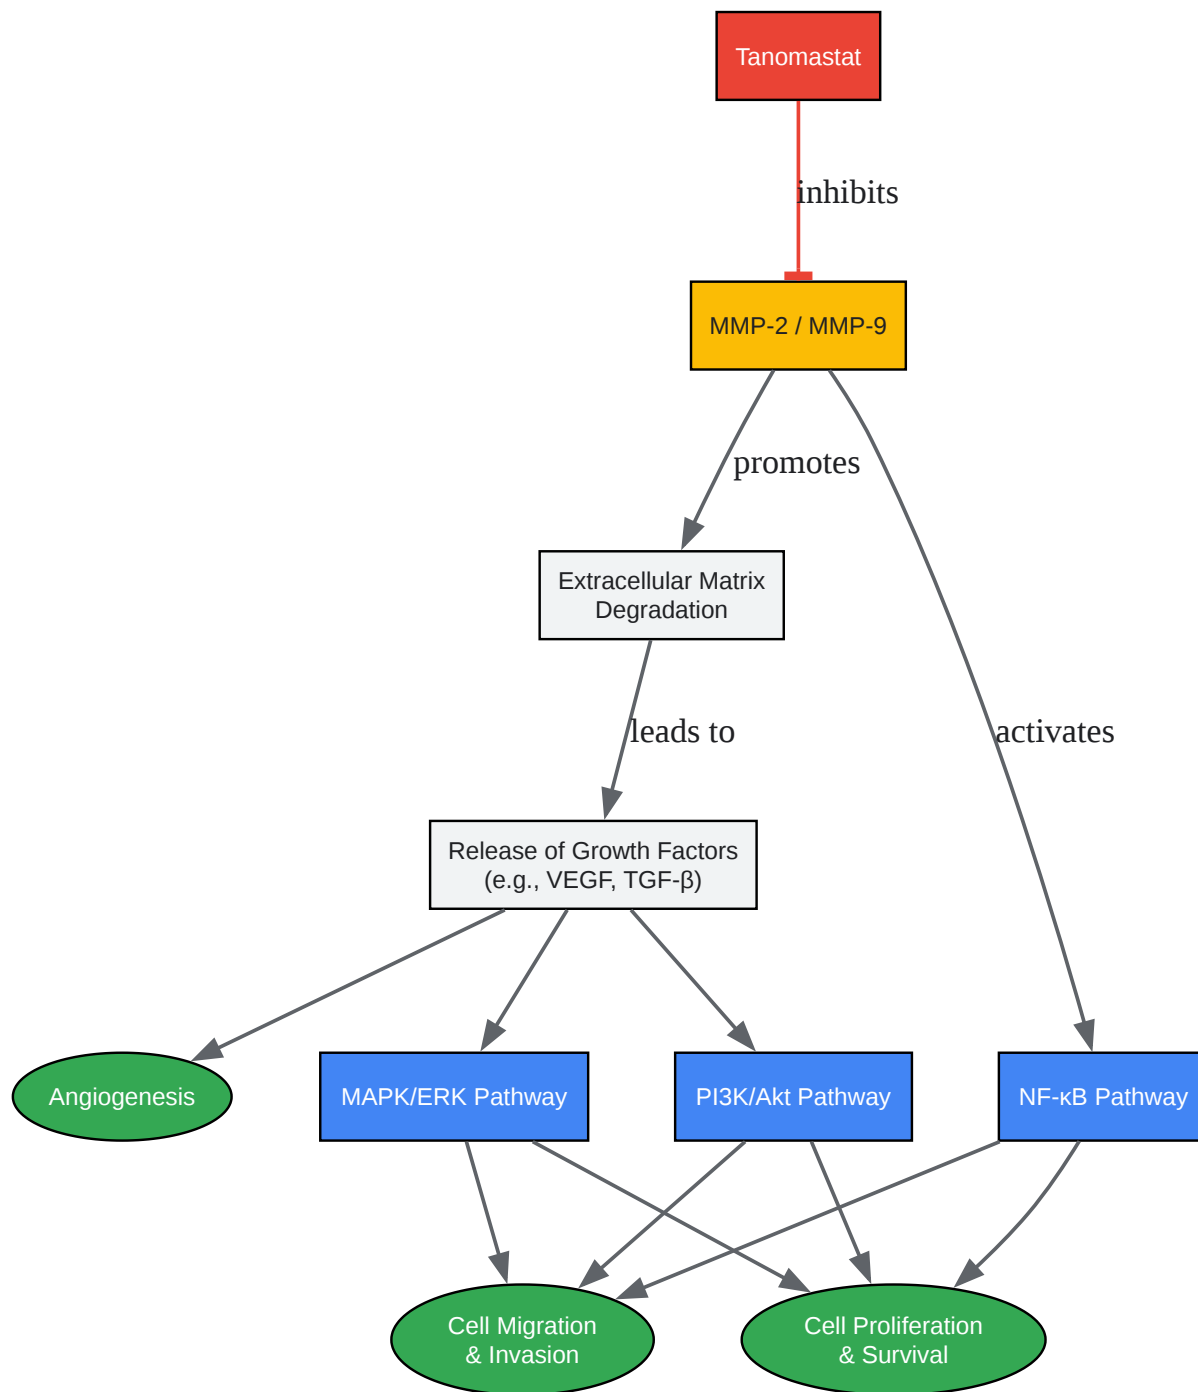 Tanomastat
inhibits
MMP-2 / MMP-9
promotes
Extracellular Matrix
Degradation
leads to
activates
Release of Growth Factors
(e.g., VEGF, TGF-β)
Angiogenesis
MAPK/ERK Pathway
PI3K/Akt Pathway
NF-κB Pathway
Cell Migration
& Invasion
Cell Proliferation
& Survival